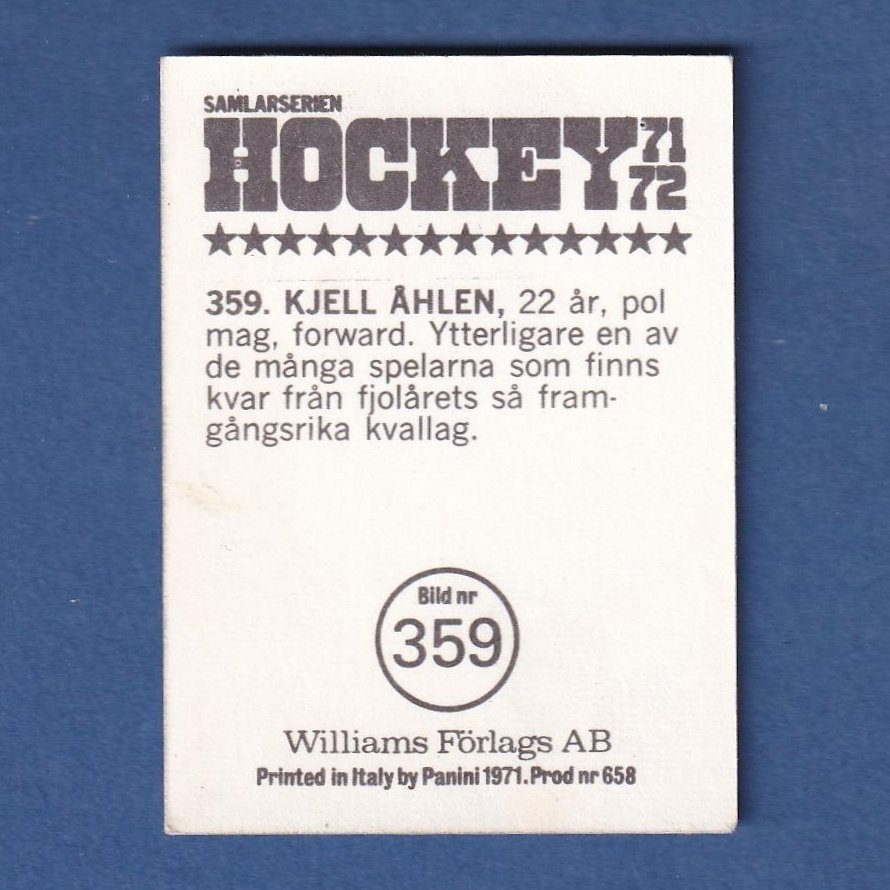 SAMLARSERIEN
HOCKEY 71 72
359. KJELL ÅHLEN, 22 år, pol
mag, forward. Ytterligare en av
de många spelarna som finns
kvar från fjolårets så fram-
gångsrika kvallag.
Bild nr
359
Williams Förlags AB
Printed in Italy by Panini 1971. Prod nr 658